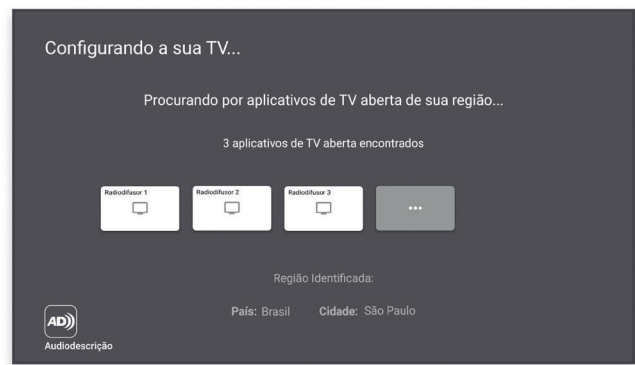 Configurando a sua TV...
Procurando por aplicativos de TV aberta de sua região...
3 aplicativos de TV aberta encontrados
Radiodifusor 1
Radiodifusor 2
Radiodifusor 3
...
Região Identificada:
País: Brasil Cidade: São Paulo
AD))
Audiodescrição